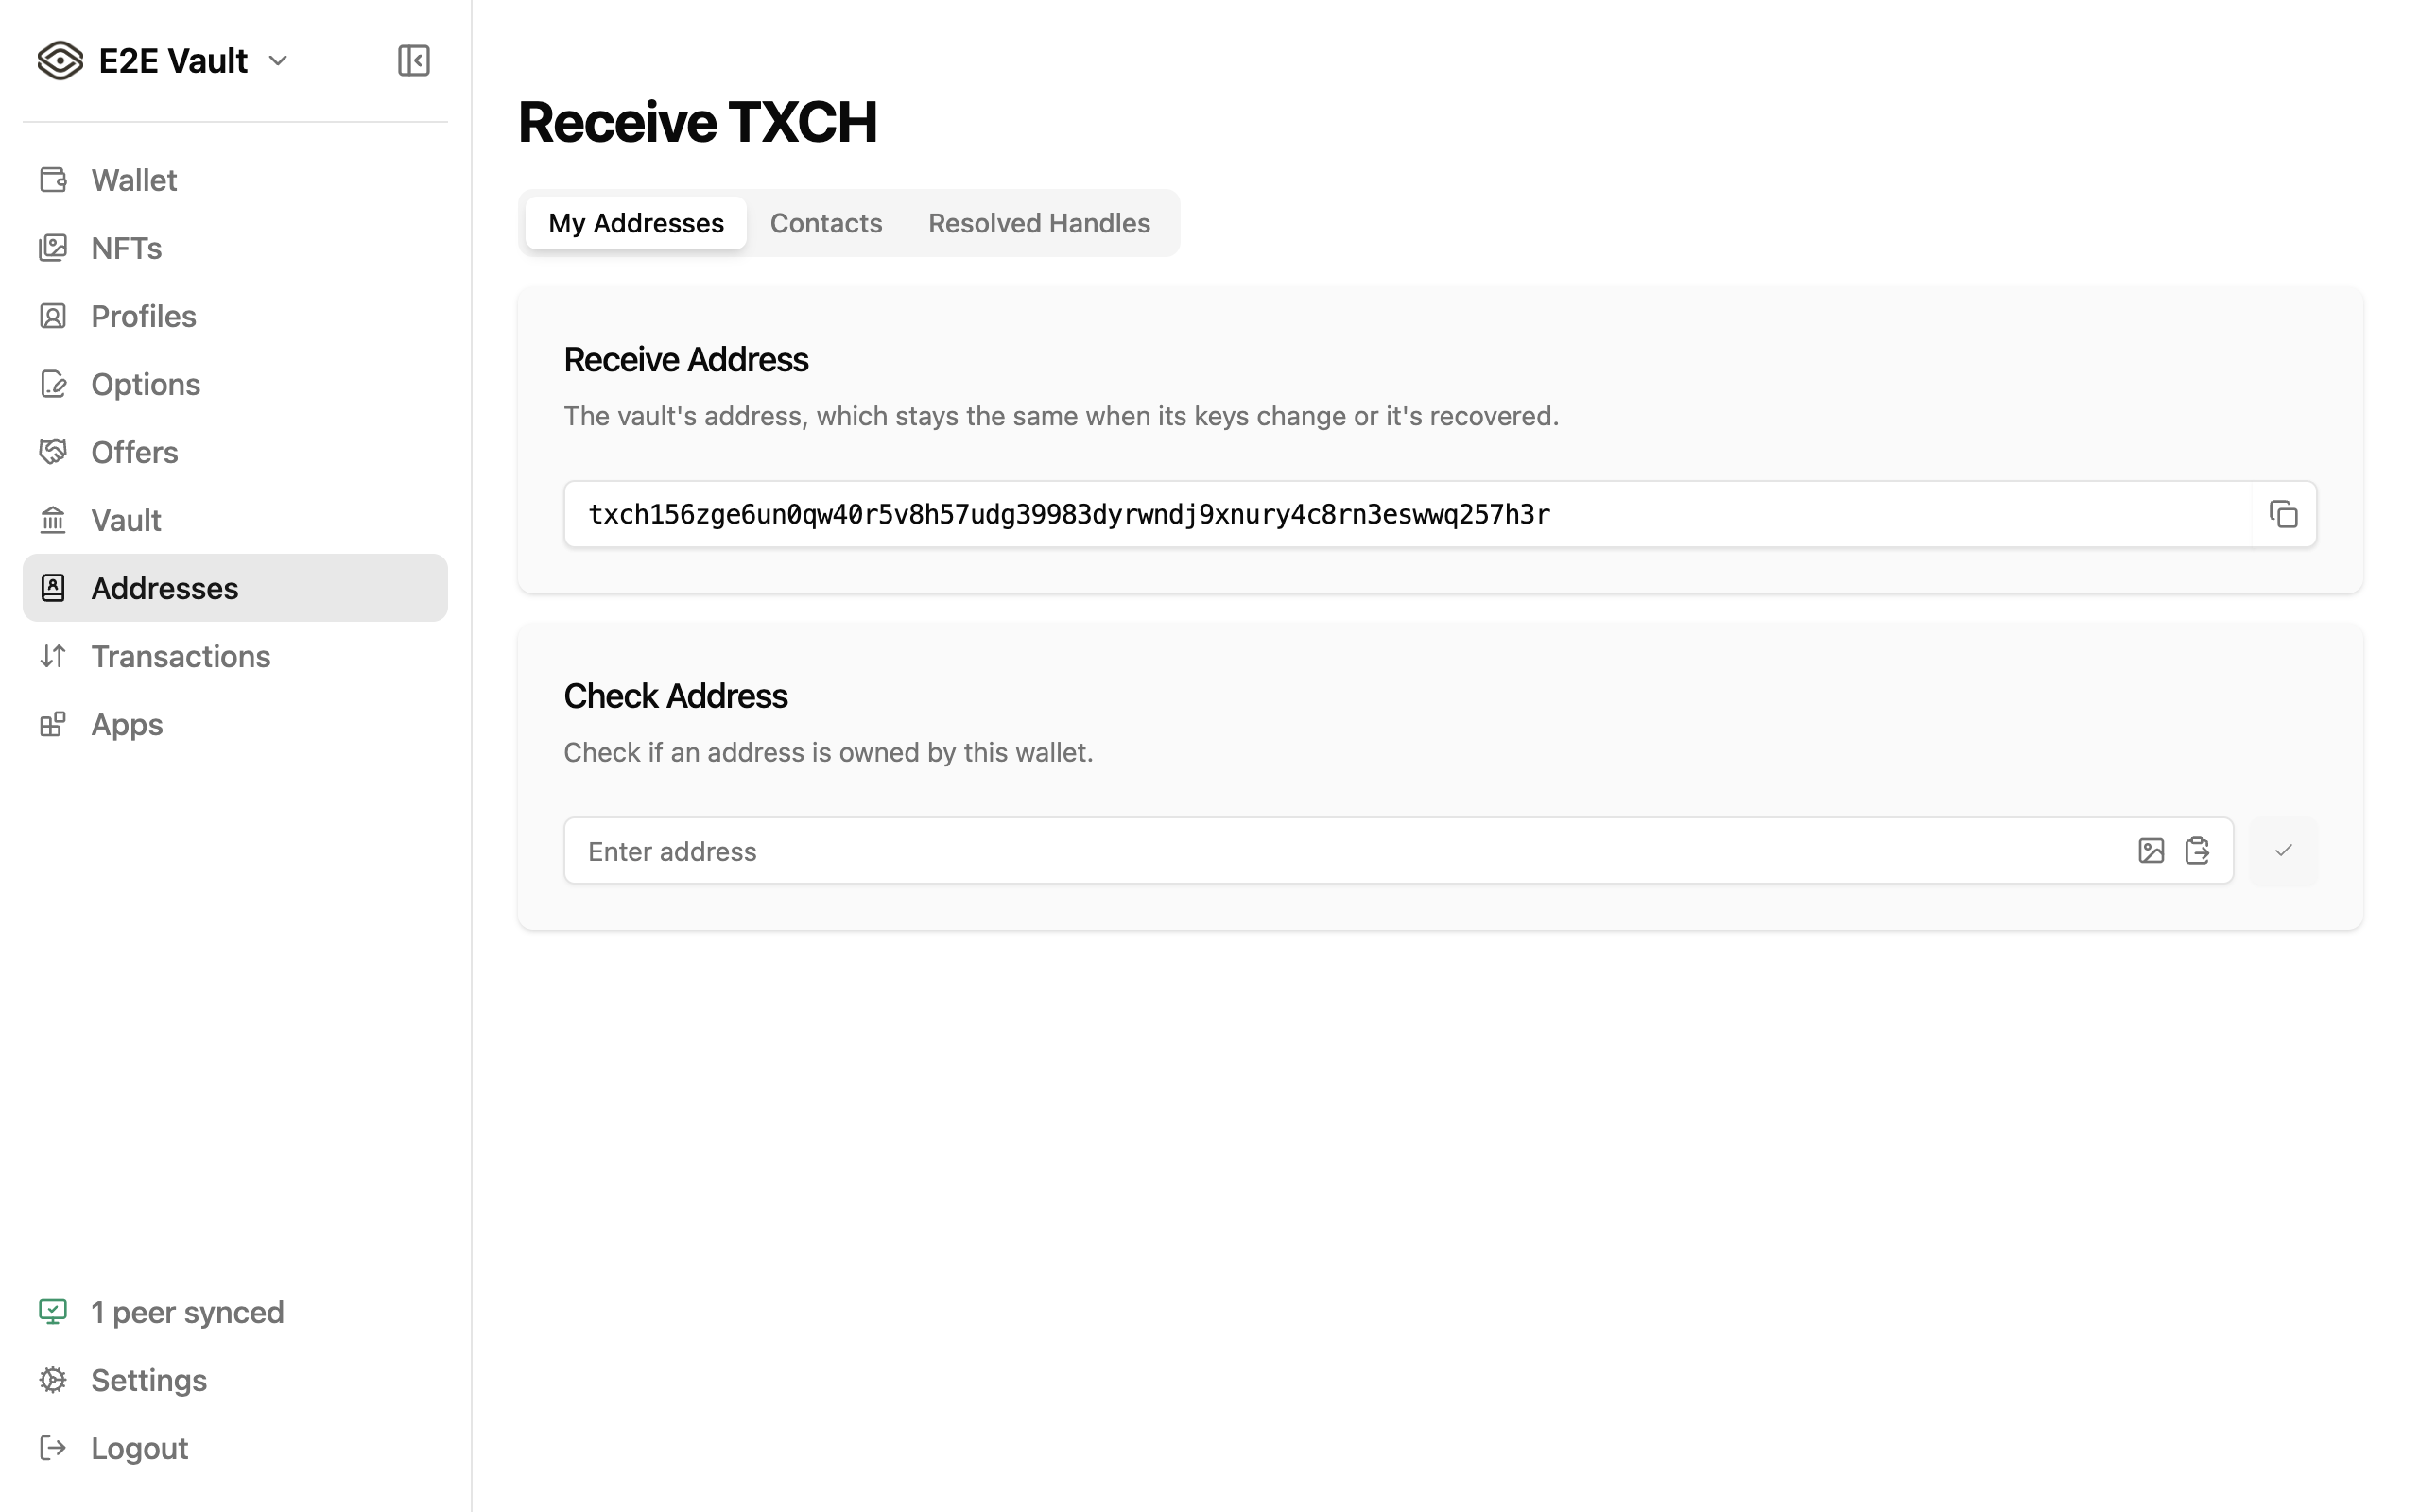 E2E Vault
Wallet
NFTs
Profiles
Options
Offers
Vault
Addresses
Transactions
Apps
1 peer synced
Settings
Logout
Receive TXCH
My Addresses
Contacts
Resolved Handles
Receive Address
The vault's address, which stays the same when its keys change or it's recovered.
txch156zge6un0qw40r5v8h57udg39983dyrwndj9xnury4c8rn3eswwq257h3r
Check Address
Check if an address is owned by this wallet.
Enter address